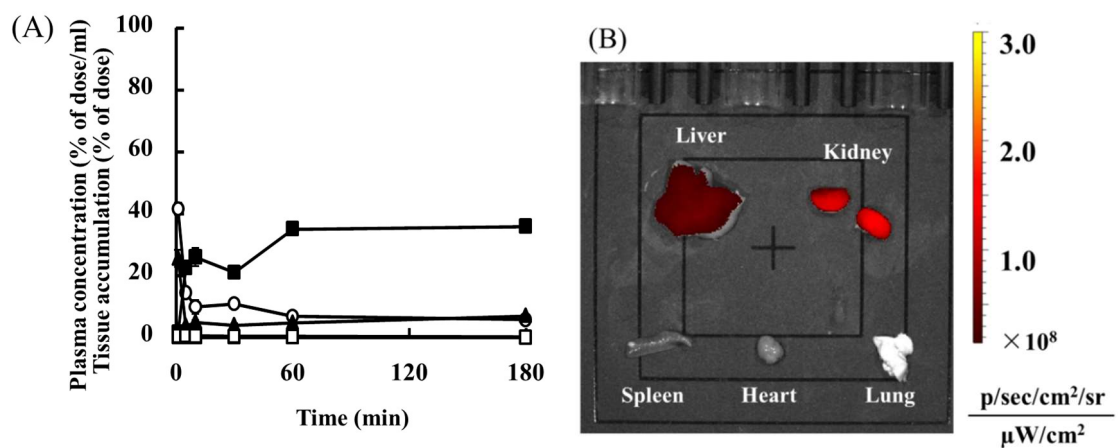 (A)
Plasma concentration (% of dose/ml)
Tissue accumulation (% of dose)
100
80
60
40
20
0
0
60
120
180
Time (min)
(B)
Liver
Kidney
Spleen
Heart
Lung
3.0
2.0
1.0
×10⁸
p/sec/cm²/sr
µW/cm²